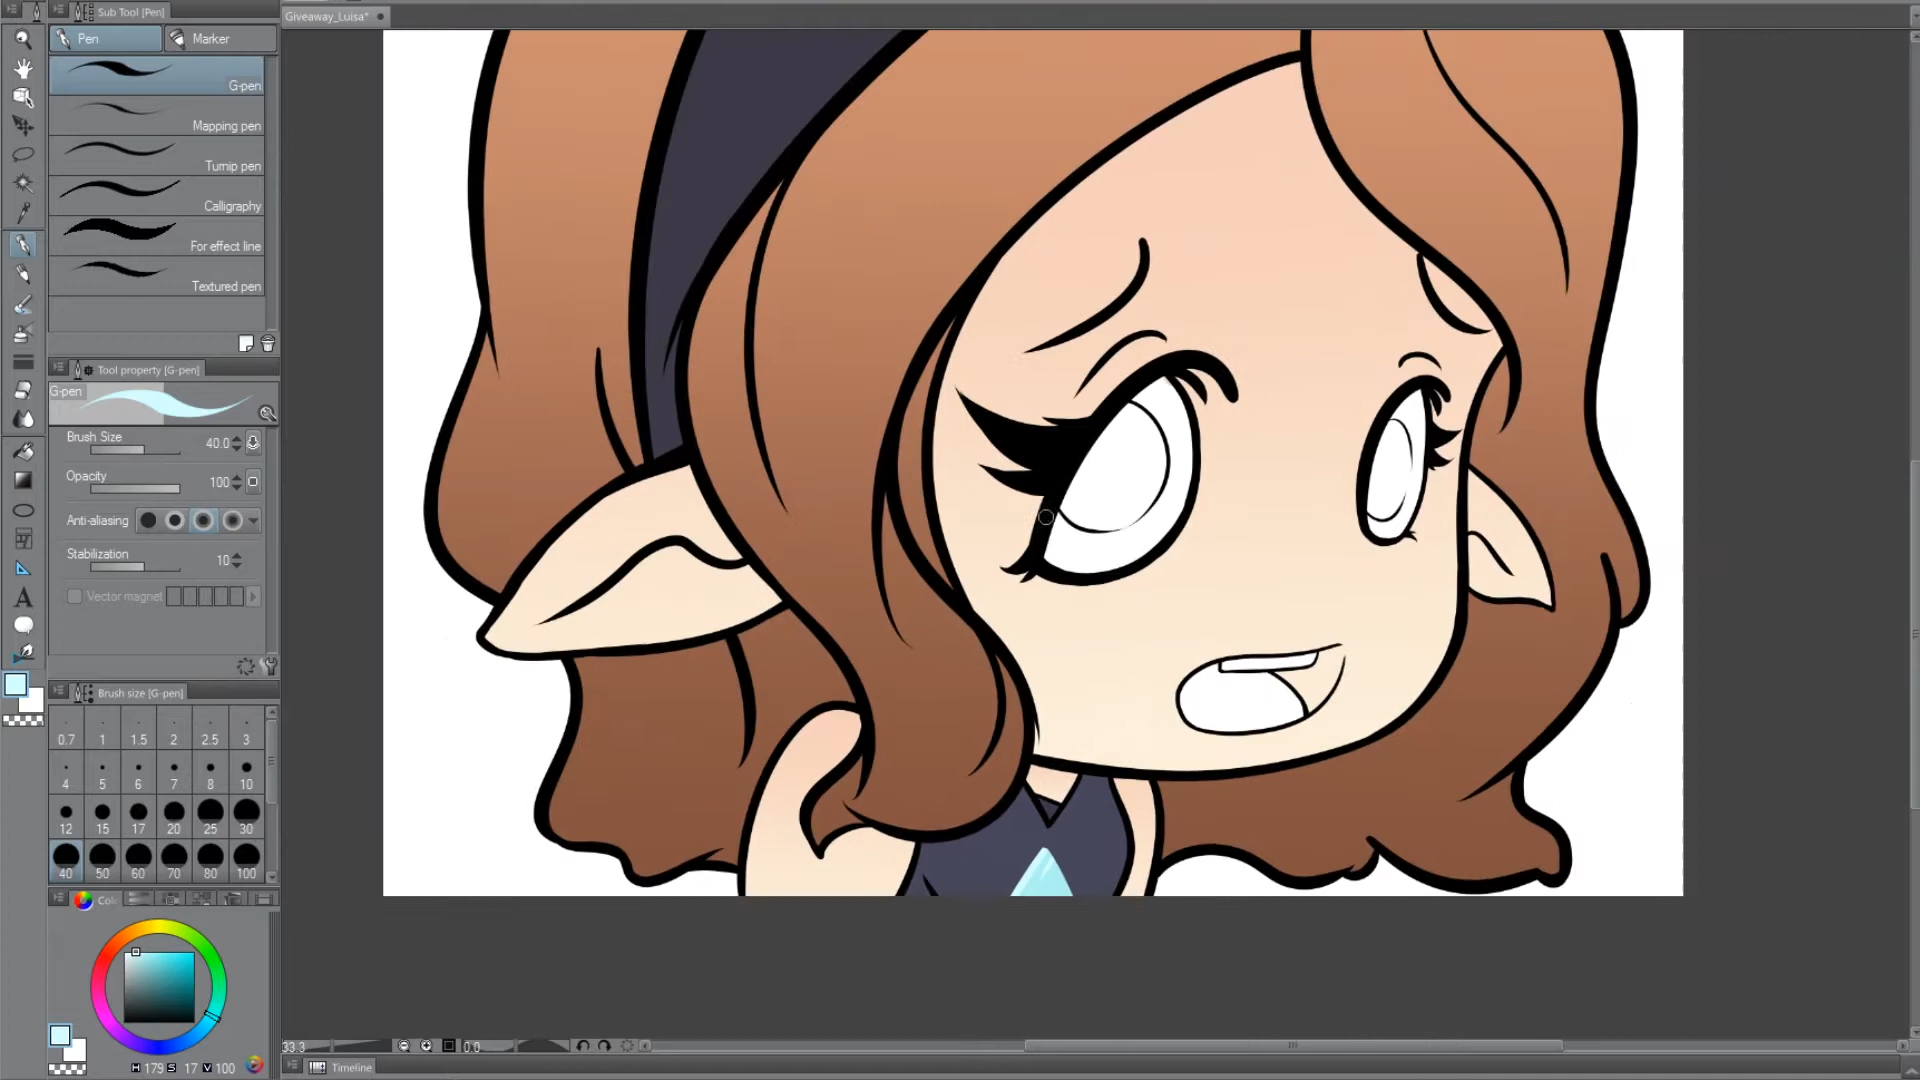 Sub Tool [Pen]
Giveaway_Luisa*
Pen
Marker
G-pen
Mapping pen
Turnip pen
Calligraphy
For effect line
Textured pen
Tool property [G-pen]
G-pen
Brush Size 40.0
Opacity 100
Anti-aliasing
Stabilization 10
Vector magnet
A
Brush size [G-pen]
0.7 1 1.5 2 2.5 3
4 5 6 7 8 10
12 15 17 20 25 30
40 50 60 70 80 100
Colo
33.3 0.0
H 179 S 17 V 100
Timeline